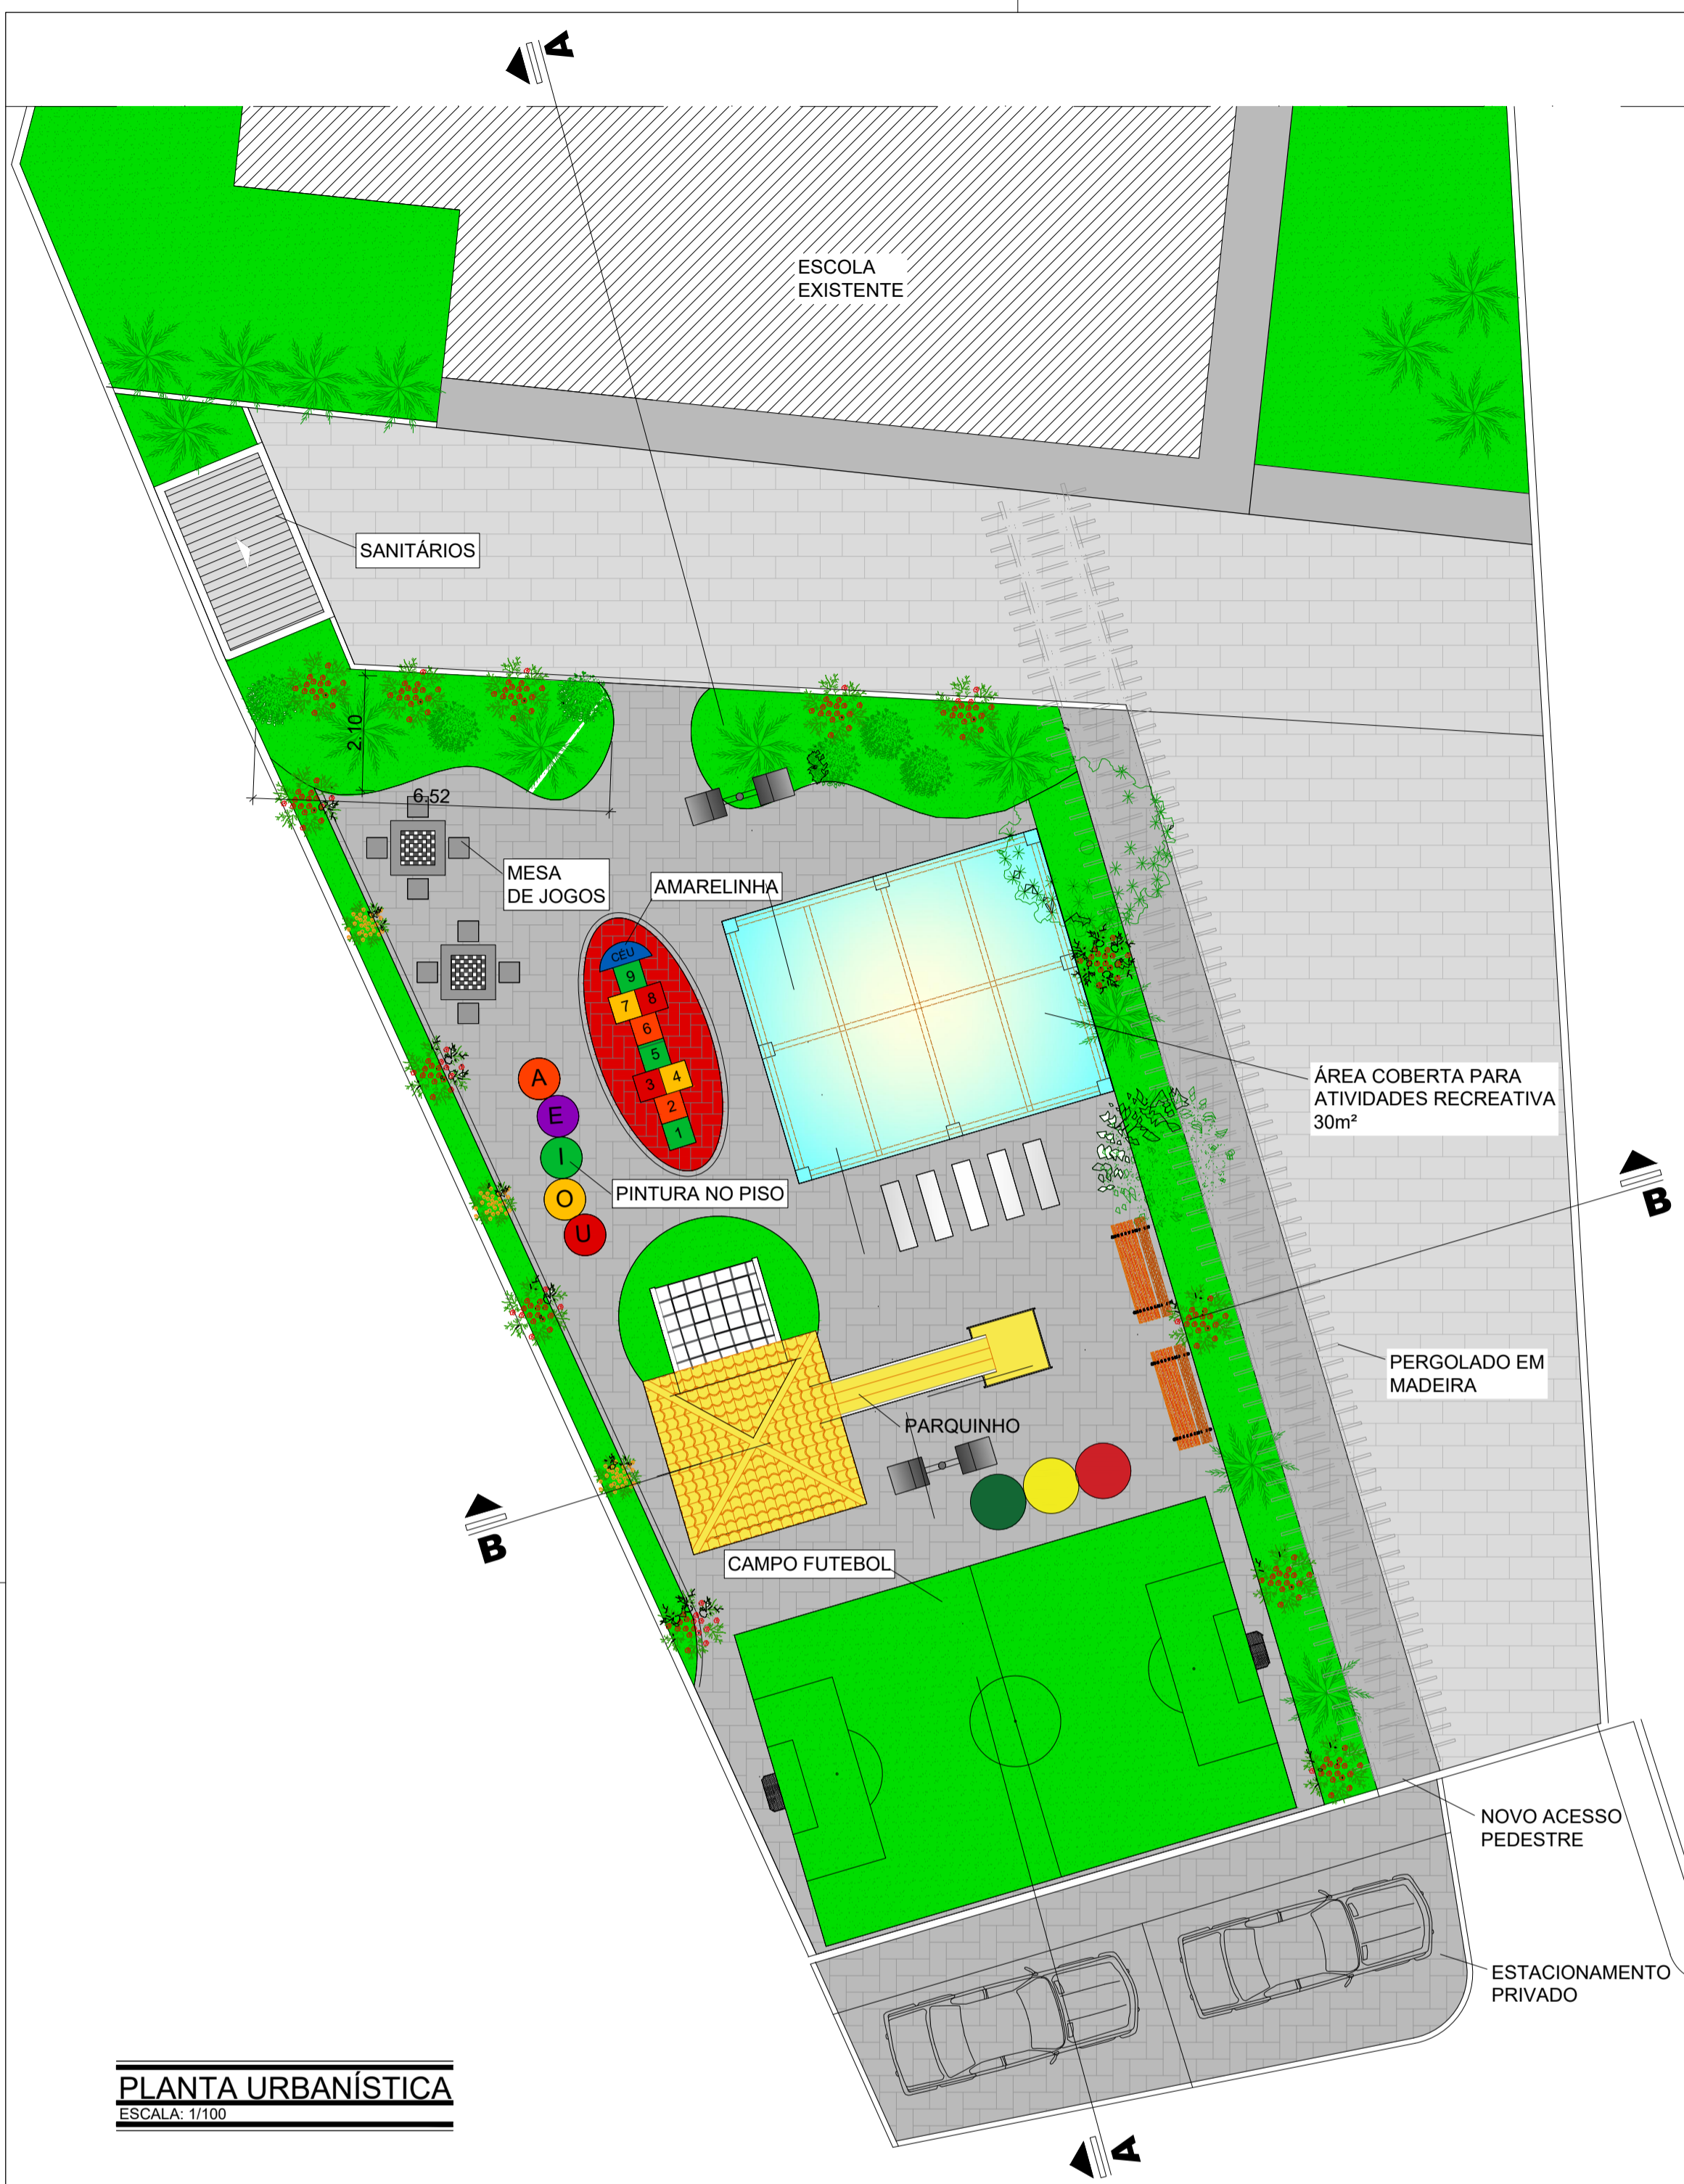 A
ESCOLA
EXISTENTE
SANITÁRIOS
2.10
6.52
MESA
DE JOGOS
AMARELINHA
CÉU
9
7 8
6
5
3 4
2
1
A
E
I
O
U
PINTURA NO PISO
ÁREA COBERTA PARA
ATIVIDADES RECREATIVA
30m²
B
PERGOLADO EM
MADEIRA
PARQUINHO
B
CAMPO FUTEBOL
NOVO ACESSO
PEDESTRE
ESTACIONAMENTO
PRIVADO
PLANTA URBANÍSTICA
ESCALA: 1/100
A